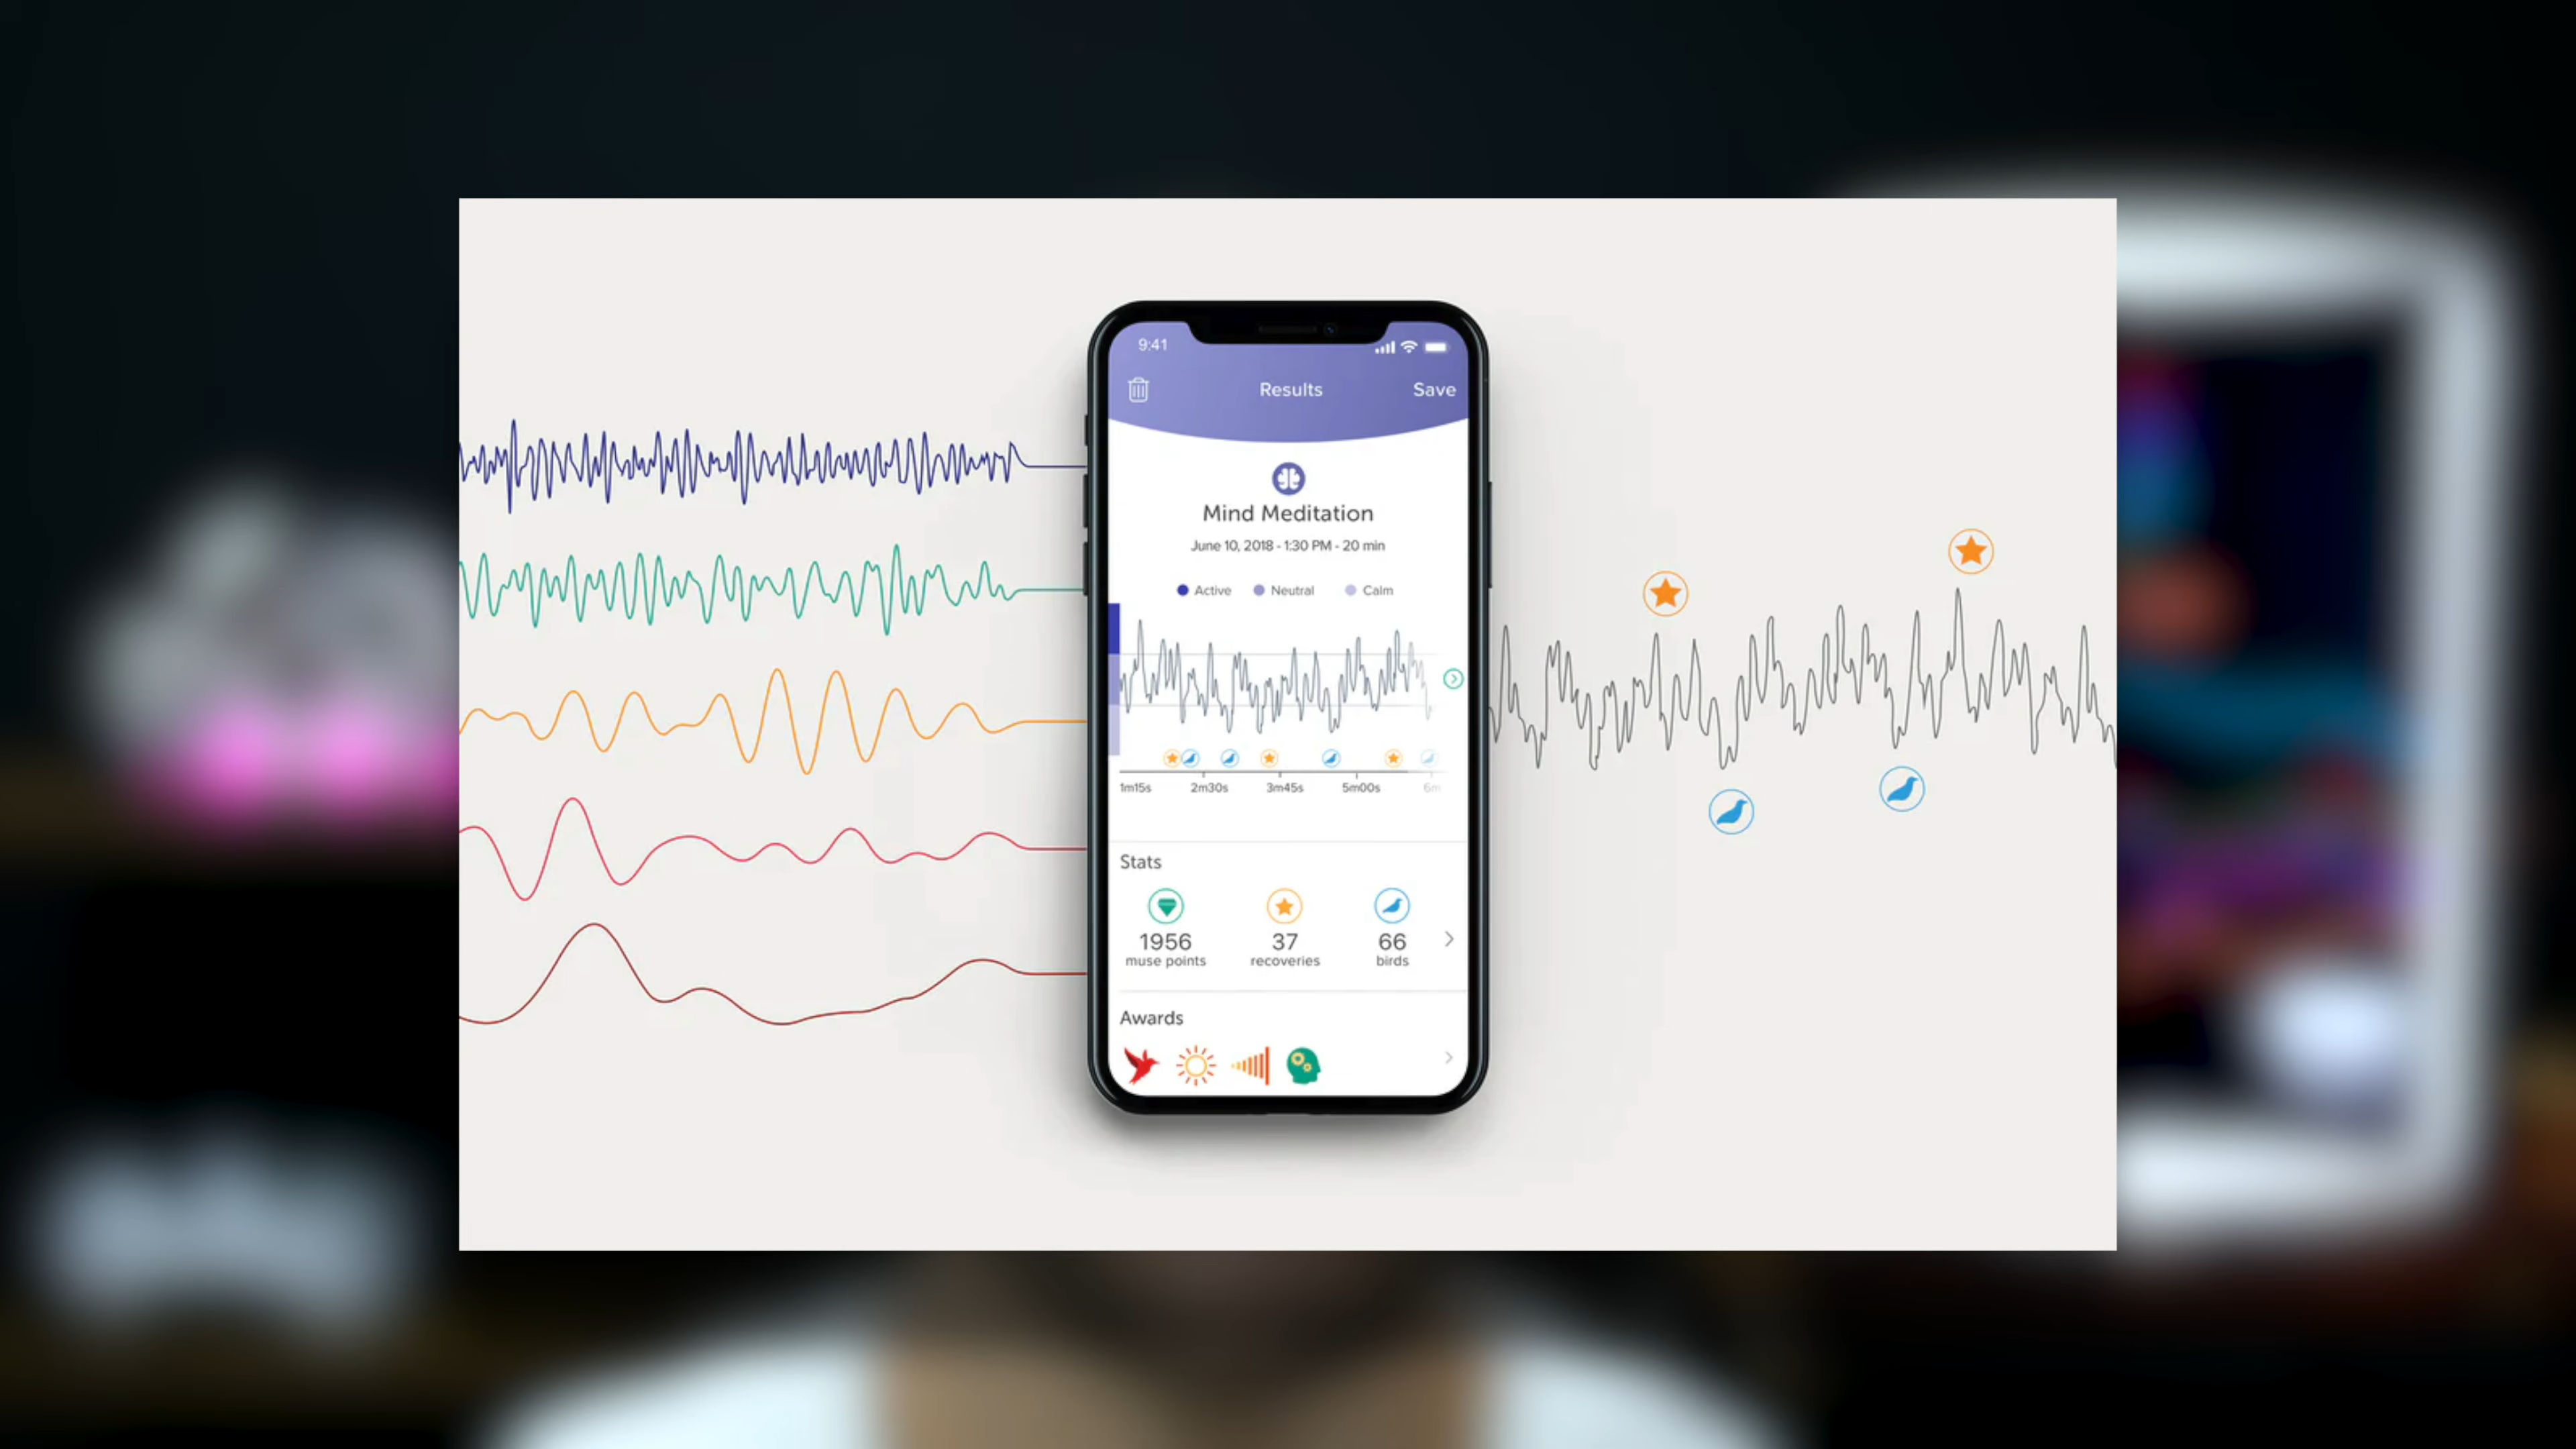 9:41
Results Save
Mind Meditation
June 10, 2018 - 1:30 PM - 20 min
Active Neutral Calm
1m15s 2m30s 3m45s 5m00s 6m
Stats
1956 37 66
muse points recoveries birds
Awards